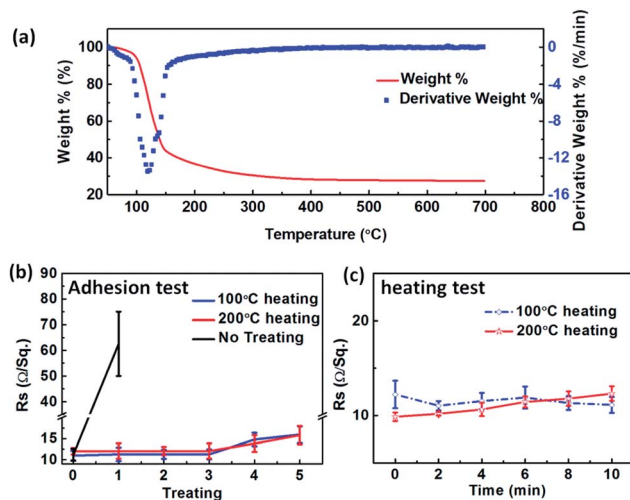 (a)
100
80
60
40
20
Weight % (%)
Weight %
Derivative Weight %
0
-4
-8
-12
-16
Derivative Weight % (%/min)
100 200 300 400 500 600 700 800
Temperature (°C)
(b) Adhesion test
90
80
70
60
50
40
15
10
Rs (Ω/Sq.)
100°C heating
200°C heating
No Treating
0 1 2 3 4 5
Treating
(c) heating test
20
10
Rs (Ω/Sq.)
100°C heating
200°C heating
0 2 4 6 8 10
Time (min)